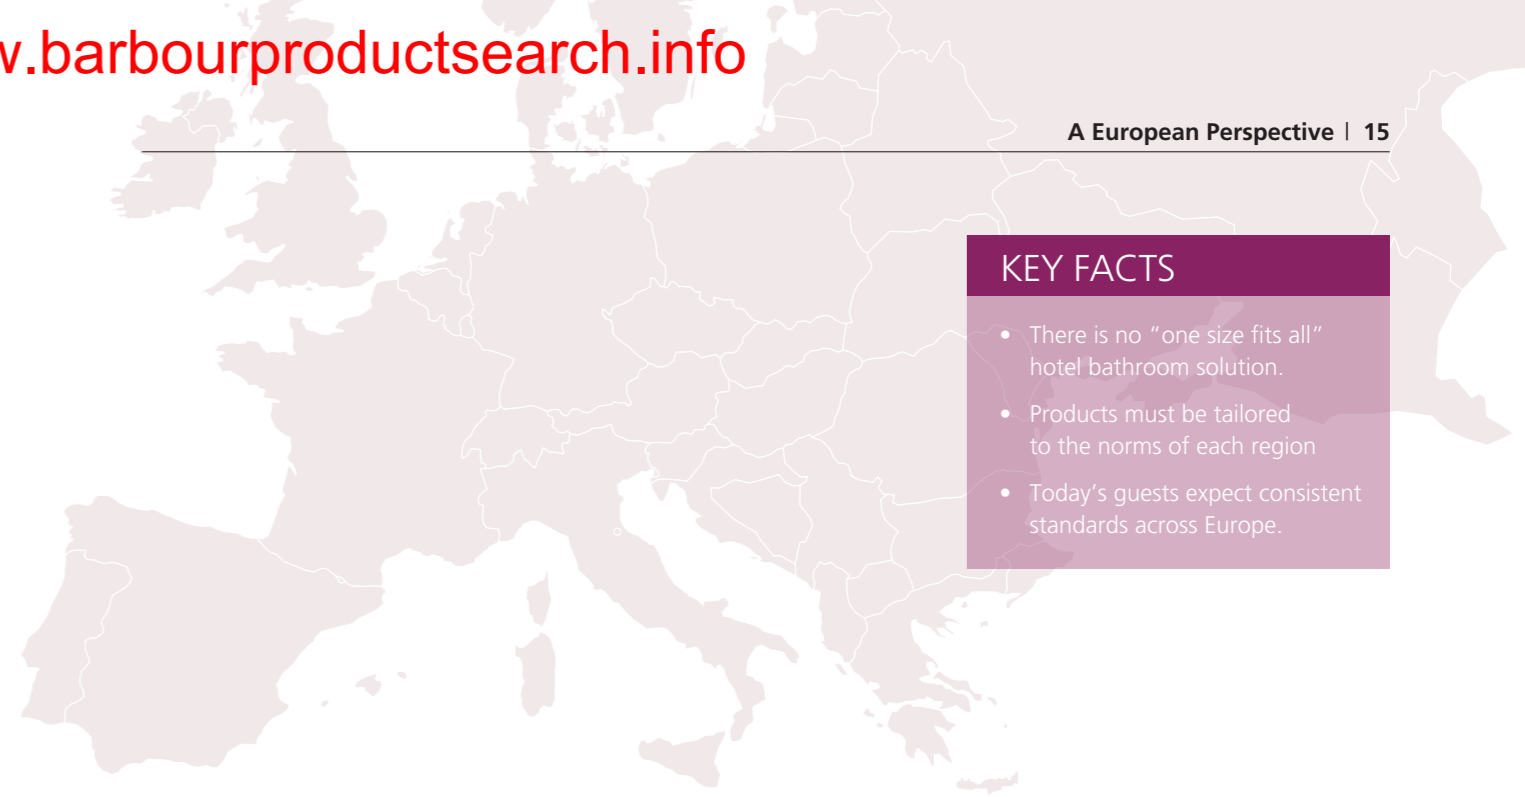 w.barbourproductsearch.info
A European Perspective | 15
KEY FACTS
• There is no “one size fits all”
hotel bathroom solution.
• Products must be tailored
to the norms of each region
• Today’s guests expect consistent
standards across Europe.